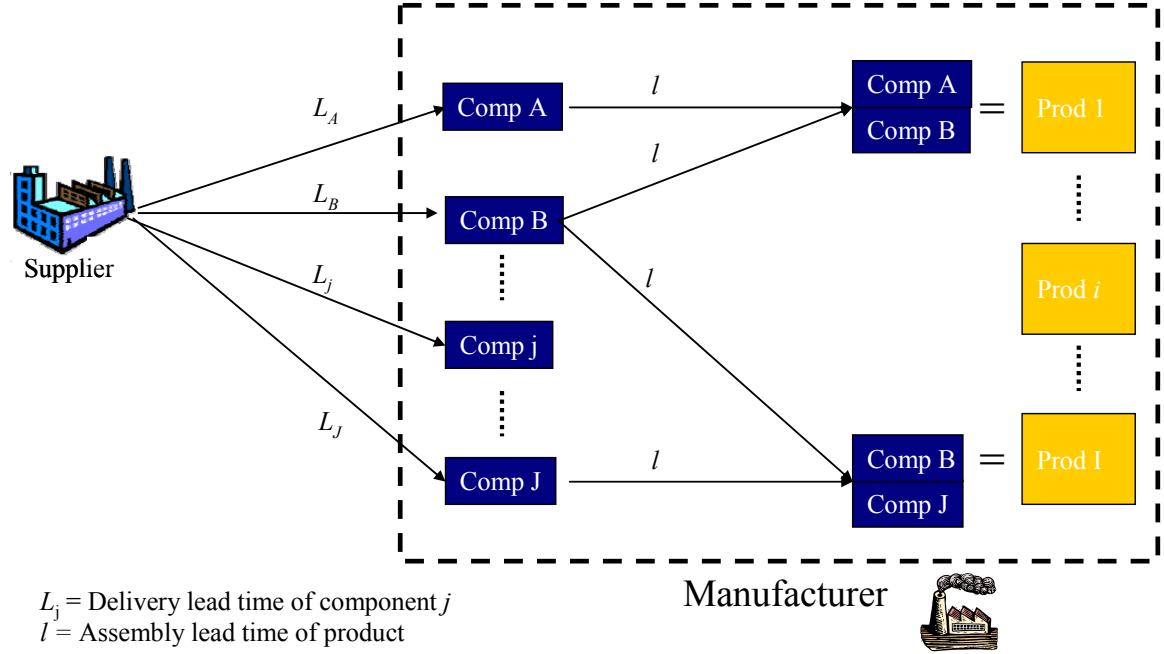 Comp A
l
Comp A
Comp B
=
Prod 1
L_A
l
L_B
Comp B
Supplier
L_j
l
Prod i
Comp j
L_J
l
Comp J
Comp B
Comp J
=
Prod I
Manufacturer
L_j = Delivery lead time of component j
l = Assembly lead time of product